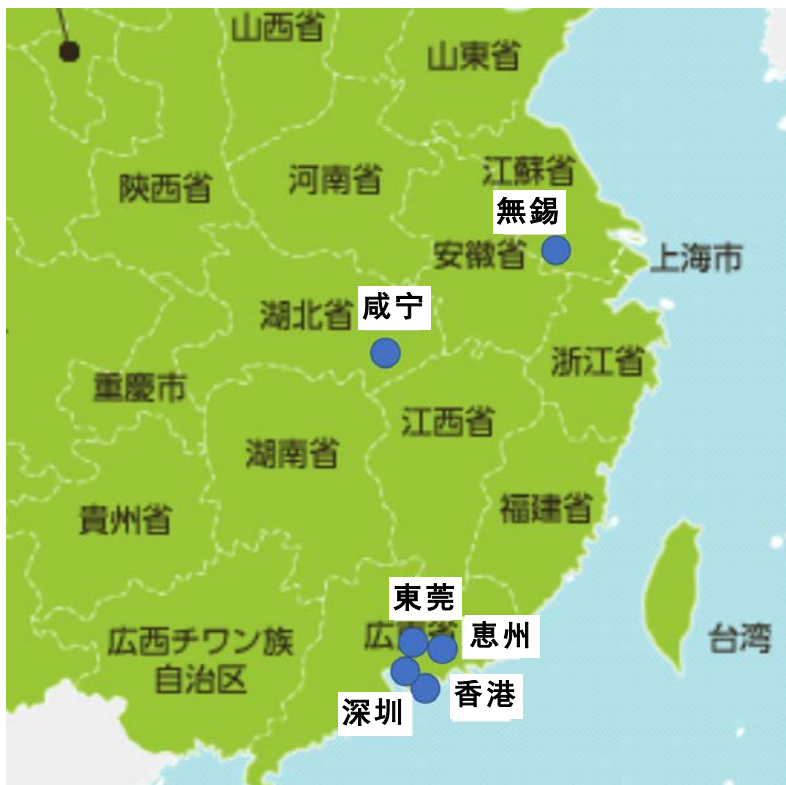 山西省
山東省
陝西省
河南省
江蘇省
無錫
安徽省
上海市
湖北省
咸宁
重慶市
浙江省
江西省
湖南省
貴州省
福建省
東莞
広西チワン族
自治区
広東省
恵州
台湾
深圳
香港